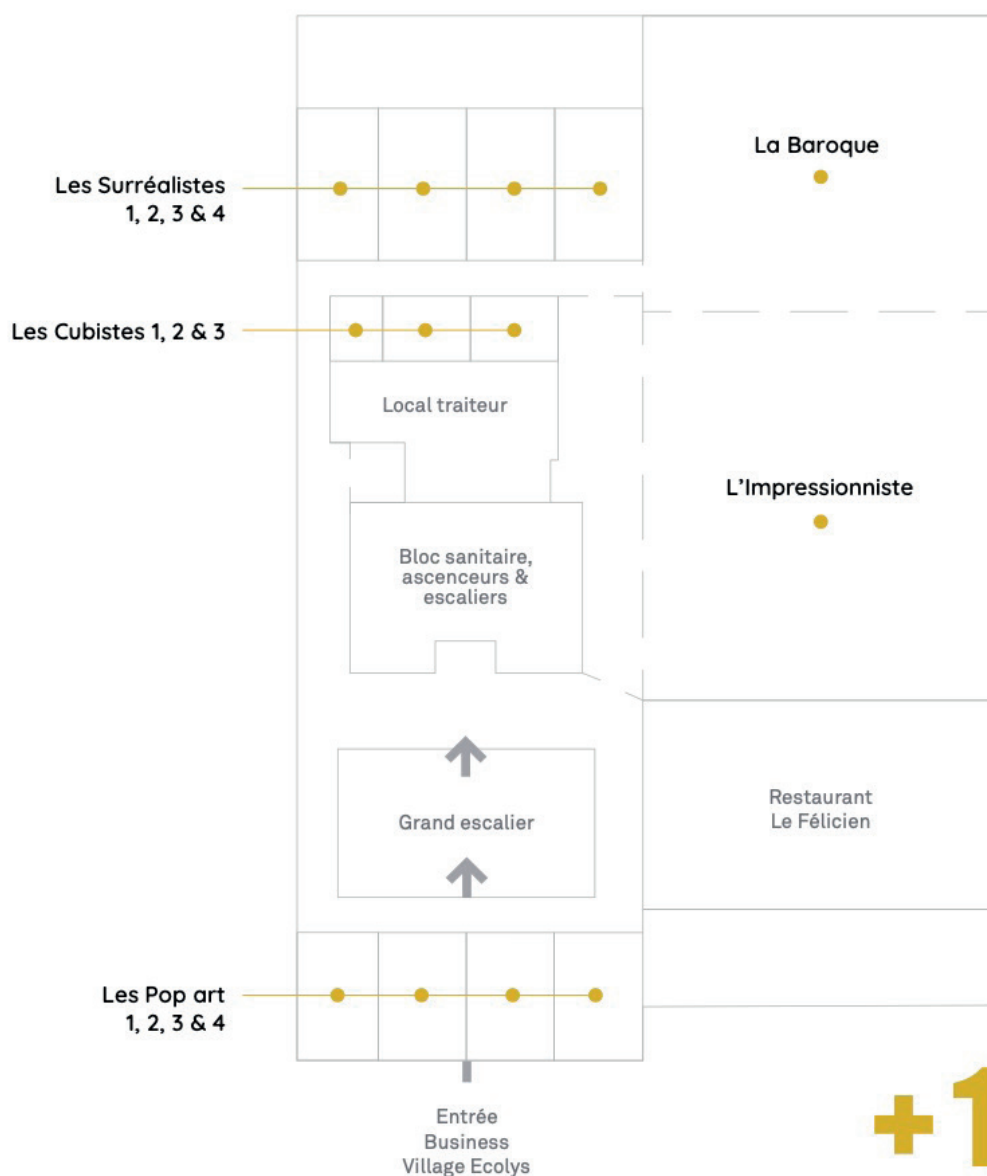 La Baroque
Les Surréalistes
1, 2, 3 & 4
Les Cubistes 1, 2 & 3
Local traiteur
L’Impressionniste
Bloc sanitaire,
ascenceurs &
escaliers
Restaurant
Le Félicien
Grand escalier
Les Pop art
1, 2, 3 & 4
+1
Entrée
Business
Village Ecolys